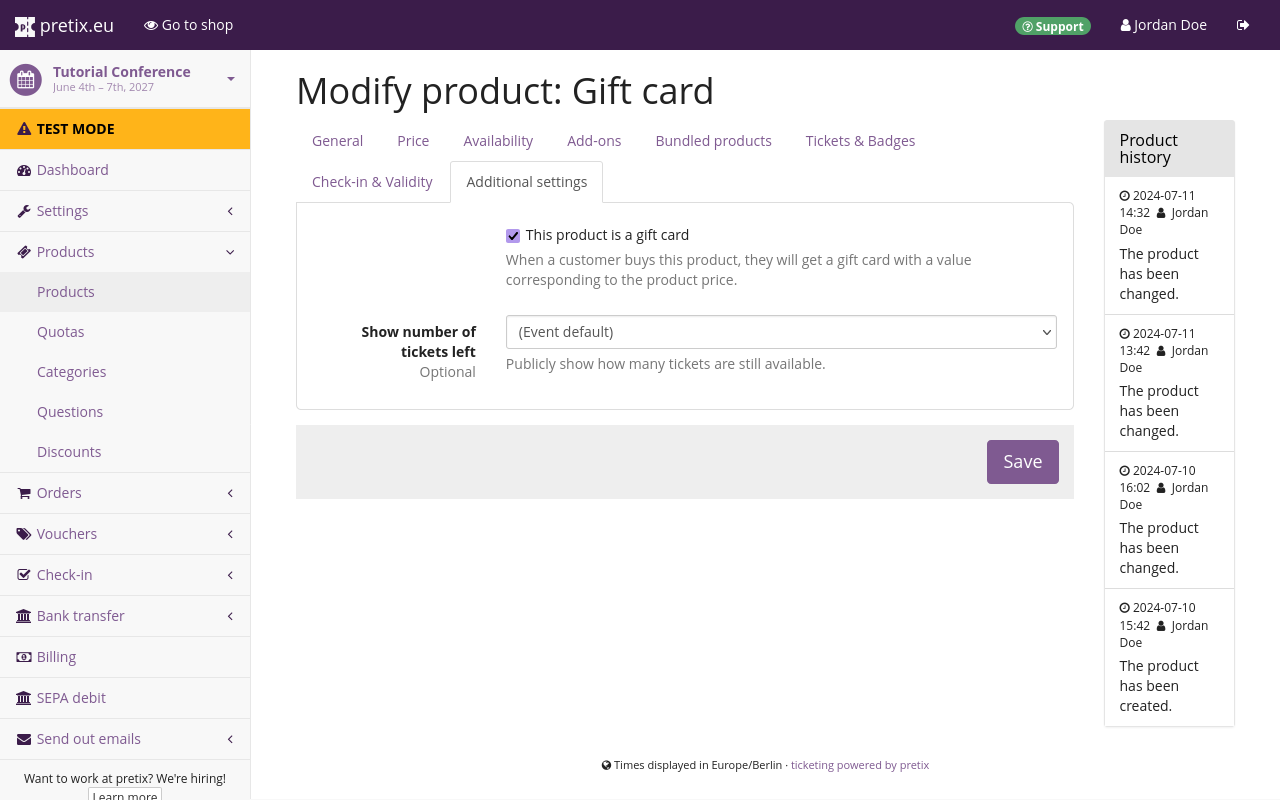 pretix.eu
Go to shop
Support
Jordan Doe
Tutorial Conference
June 4th – 7th, 2027
TEST MODE
Dashboard
Settings
Products
Products
Quotas
Categories
Questions
Discounts
Orders
Vouchers
Check-in
Bank transfer
Billing
SEPA debit
Send out emails
Want to work at pretix? We're hiring!
Learn more
Modify product: Gift card
General
Price
Availability
Add-ons
Bundled products
Tickets & Badges
Check-in & Validity
Additional settings
This product is a gift card
When a customer buys this product, they will get a gift card with a value
corresponding to the product price.
Show number of
tickets left
Optional
(Event default)
Publicly show how many tickets are still available.
Save
Product
history
2024-07-11
14:32 Jordan
Doe
The product
has been
changed.
2024-07-11
13:42 Jordan
Doe
The product
has been
changed.
2024-07-10
16:02 Jordan
Doe
The product
has been
changed.
2024-07-10
15:42 Jordan
Doe
The product
has been
created.
Times displayed in Europe/Berlin · ticketing powered by pretix